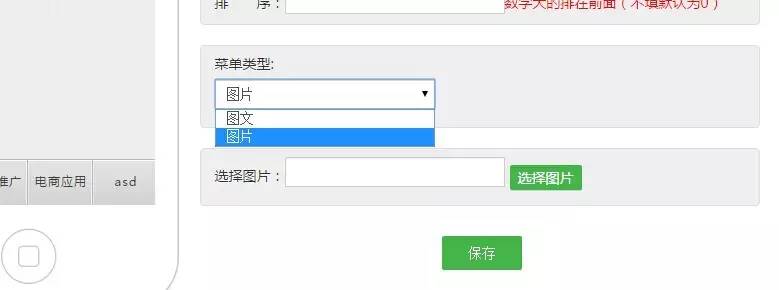 排 序：
数字大的排在前面（不填默认为0）
菜单类型:
图片
图文
图片
选择图片：
选择图片
推广
电商应用
asd
保存